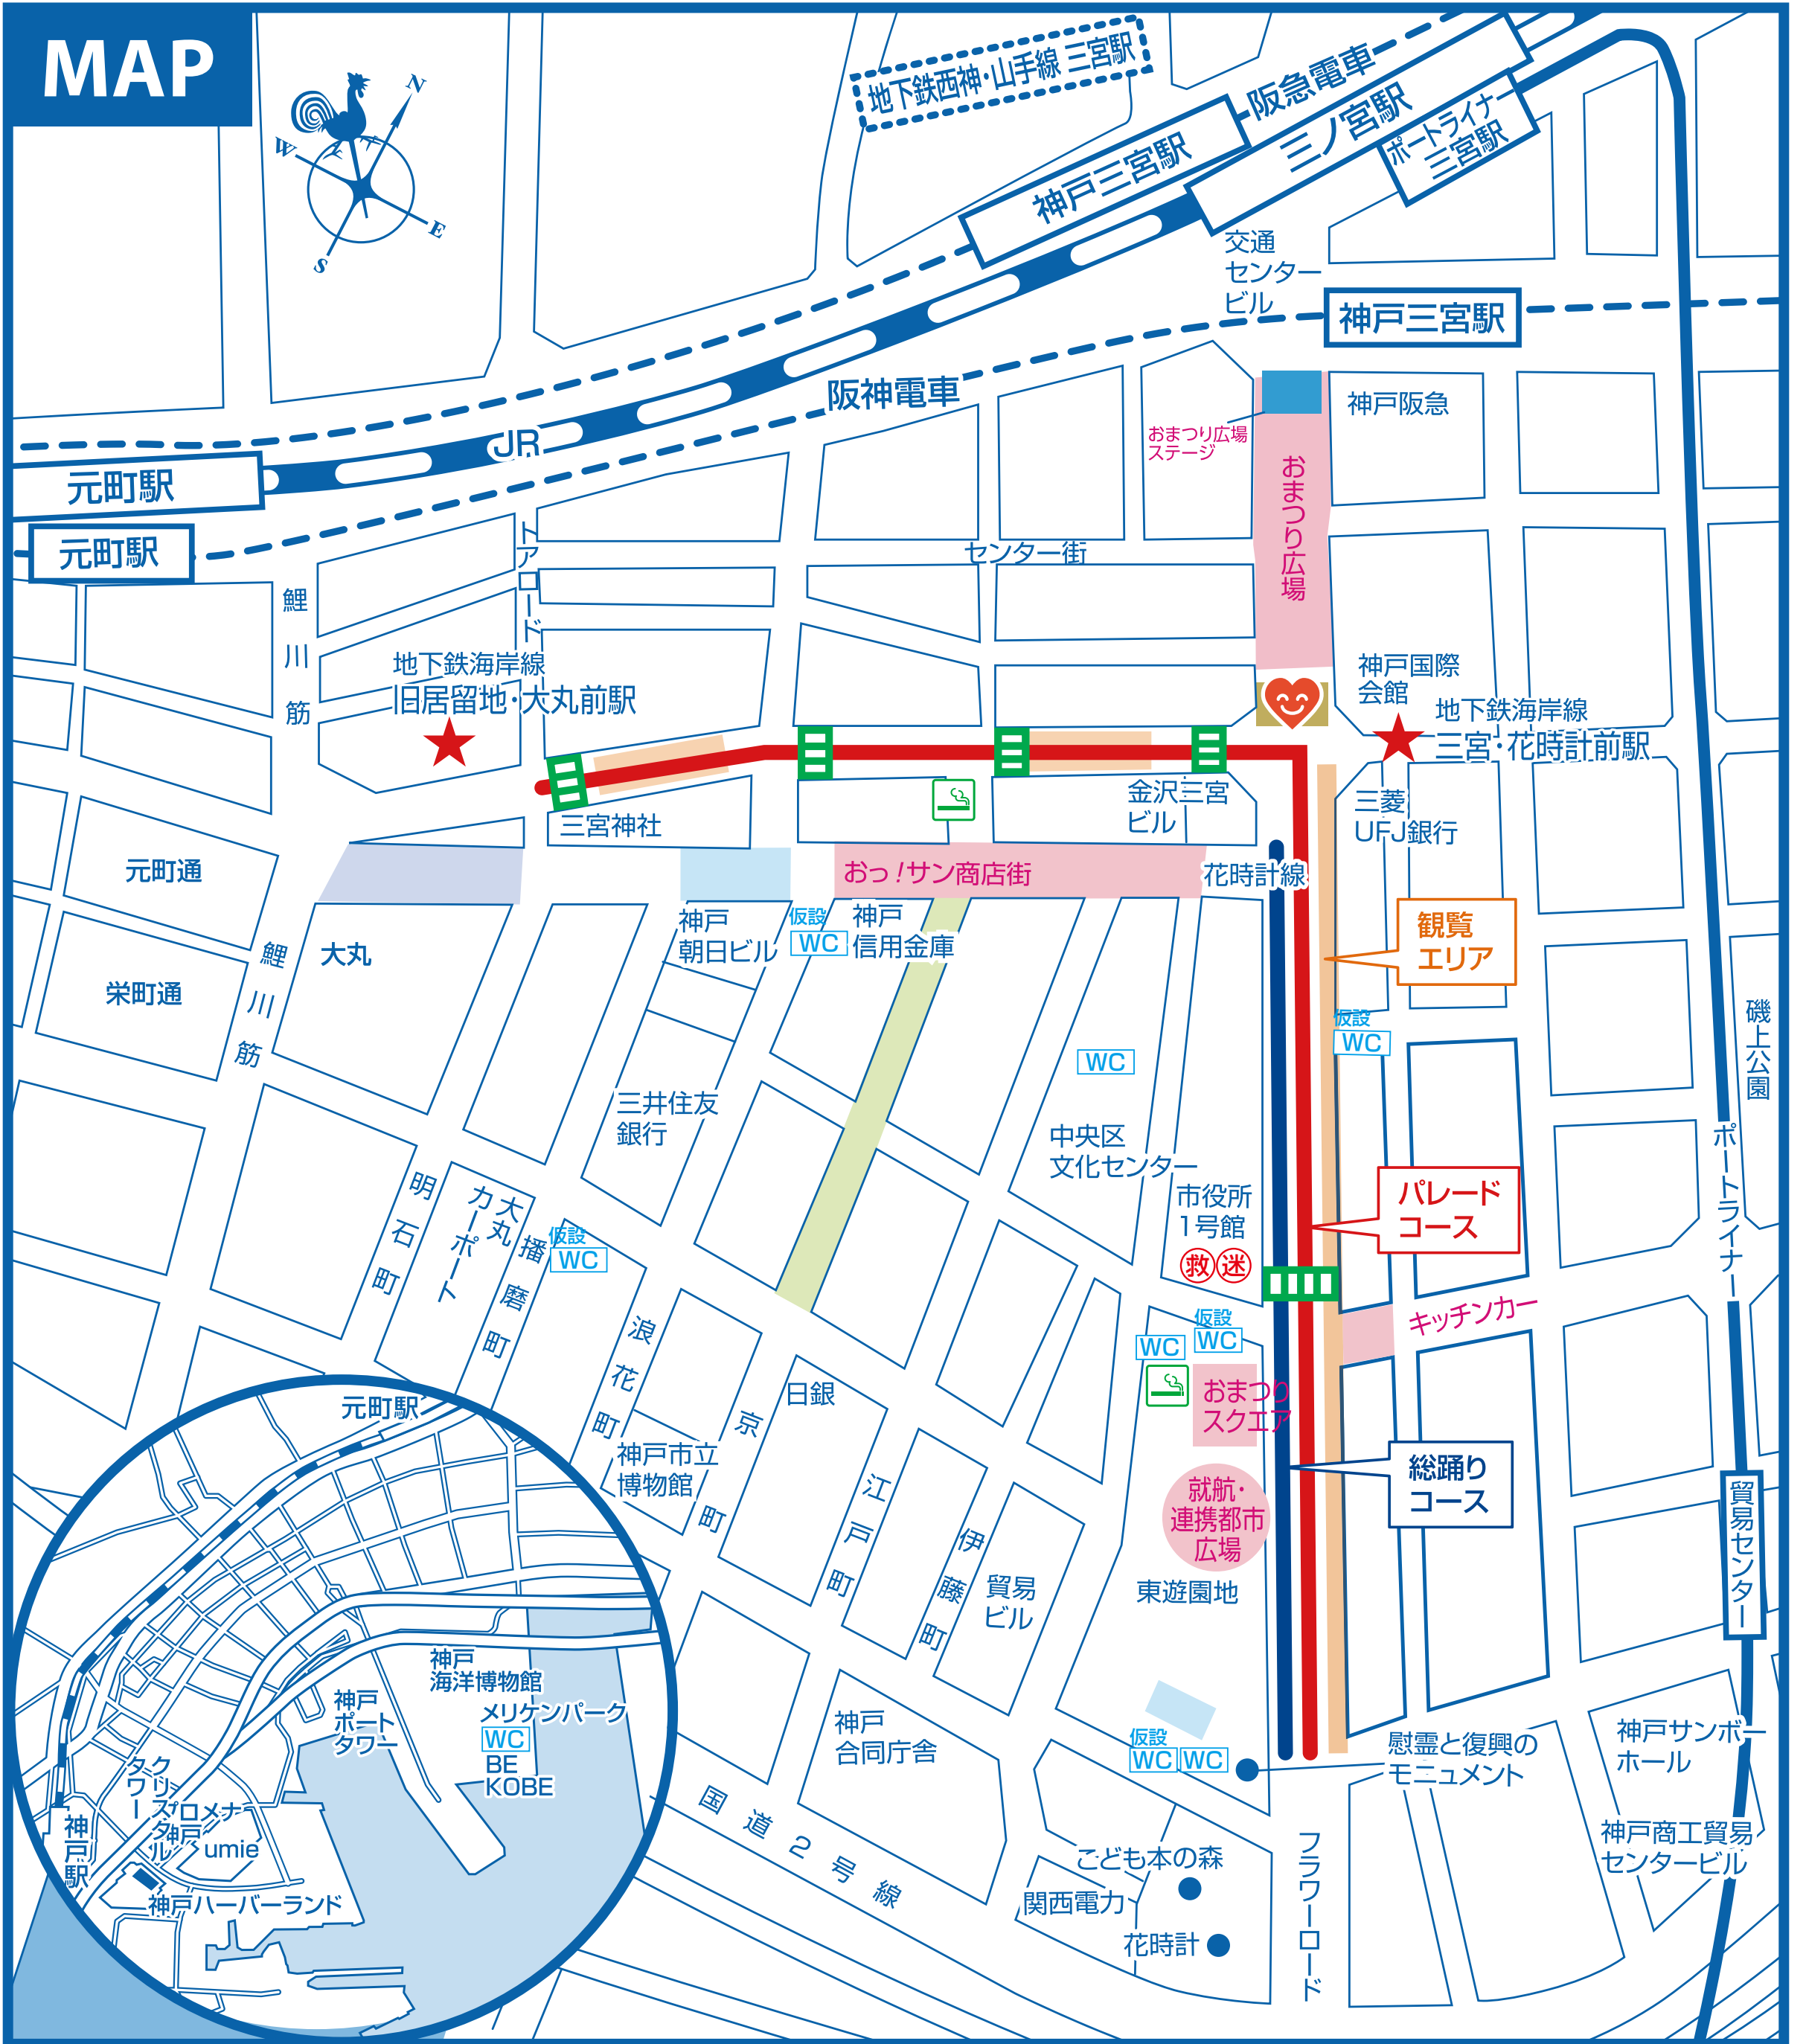 MAP
N
W
E
S
地下鉄西神・山手線 三宮駅
阪急電車
神戸三宮駅
三ノ宮駅
ポートライナー
三宮駅
交通
センター
ビル
神戸三宮駅
阪神電車
JR
元町駅
元町駅
神戸阪急
おまつり広場
ステージ
おまつり広場
センター街
トアロード
鯉川筋
地下鉄海岸線
旧居留地・大丸前駅
神戸国際
会館
地下鉄海岸線
三宮・花時計前駅
三宮神社
金沢三宮
ビル
三菱
UFJ銀行
元町通
おっ!サン商店街
花時計線
観覧
エリア
栄町通
鯉川筋
大丸
神戸
朝日ビル
仮設
WC
神戸
信用金庫
仮設
WC
磯上公園
WC
三井住友
銀行
中央区
文化センター
ポートライナー
市役所
1号館
救
迷
パレード
コース
明石町
大丸
カーポート
播磨町
仮設
WC
キッチンカー
浪花町
仮設
WC
WC
おまつり
スクエア
日銀
京町
神戸市立
博物館
総踊り
コース
江戸町
就航・
連携都市
広場
伊藤町
貿易
ビル
東遊園地
貿易センター
神戸
合同庁舎
仮設
WC
WC
慰霊と復興の
モニュメント
神戸サンボー
ホール
神戸商工貿易
センタービル
国道2号線
こども本の森
関西電力
花時計
フラワーロード
元町駅
神戸
海洋博物館
メリケンパーク
WC
BE
KOBE
神戸
ポート
タワー
クリスタル
タワー
プロメナ
神戸
umie
神戸駅
神戸ハーバーランド